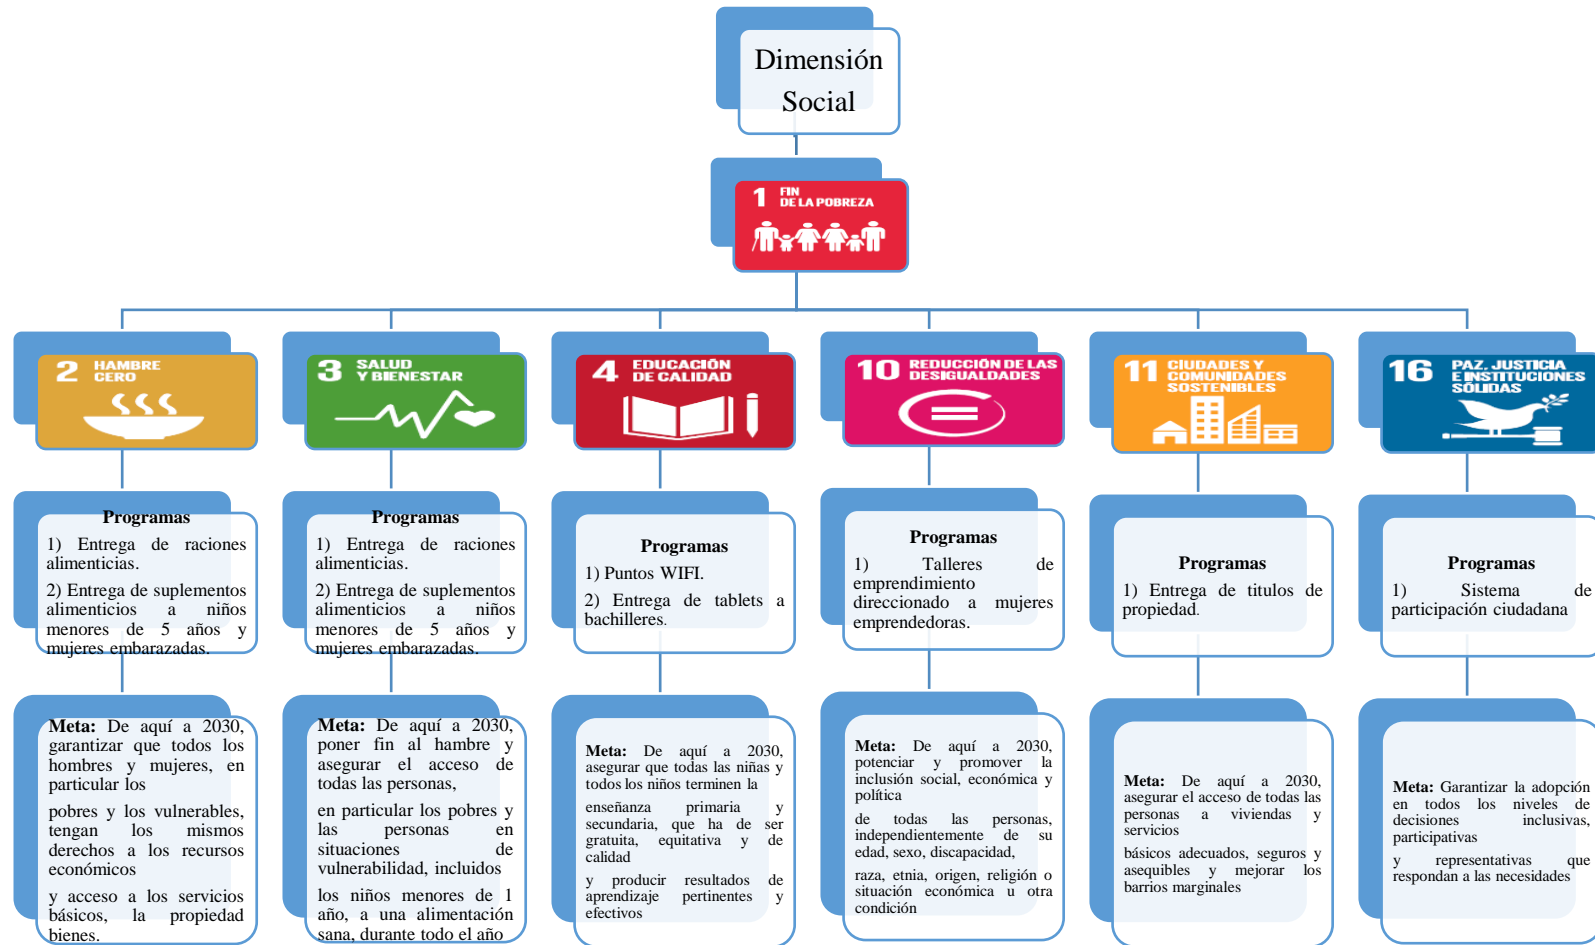 Dimensión
Social
1 FIN
DE LA POBREZA
2 HAMBRE
CERO
3 SALUD
Y BIENESTAR
4 EDUCACIÓN
DE CALIDAD
10 REDUCCIÓN DE LAS
DESIGUALDADES
11 CIUDADES Y
COMUNIDADES
SOSTENIBLES
16 PAZ, JUSTICIA
E INSTITUCIONES
SÓLIDAS
Programas
1) Entrega de raciones
alimenticias.
2) Entrega de suplementos
alimenticios a niños
menores de 5 años y
mujeres embarazadas.
Programas
1) Entrega de raciones
alimenticias.
2) Entrega de suplementos
alimenticios a niños
menores de 5 años y
mujeres embarazadas.
Programas
1) Puntos WIFI.
2) Entrega de tablets a
bachilleres.
Programas
1) Talleres de
emprendimiento
direccionado a mujeres
emprendedoras.
Programas
1) Entrega de titulos de
propiedad.
Programas
1) Sistema de
participación ciudadana
Meta: De aquí a 2030,
garantizar que todos los
hombres y mujeres, en
particular los
pobres y los vulnerables,
tengan los mismos
derechos a los recursos
económicos
y acceso a los servicios
básicos, la propiedad
bienes.
Meta: De aquí a 2030,
poner fin al hambre y
asegurar el acceso de
todas las personas,
en particular los pobres y
las personas en
situaciones de
vulnerabilidad, incluidos
los niños menores de 1
año, a una alimentación
sana, durante todo el año
Meta: De aquí a 2030,
asegurar que todas las niñas y
todos los niños terminen la
enseñanza primaria y
secundaria, que ha de ser
gratuita, equitativa y de
calidad
y producir resultados de
aprendizaje pertinentes y
efectivos
Meta: De aquí a 2030,
potenciar y promover la
inclusión social, económica y
política
de todas las personas,
independientemente de su
edad, sexo, discapacidad,
raza, etnia, origen, religión o
situación económica u otra
condición
Meta: De aquí a 2030,
asegurar el acceso de todas las
personas a viviendas y
servicios
básicos adecuados, seguros y
asequibles y mejorar los
barrios marginales
Meta: Garantizar la adopción
en todos los niveles de
decisiones inclusivas,
participativas
y representativas que
respondan a las necesidades